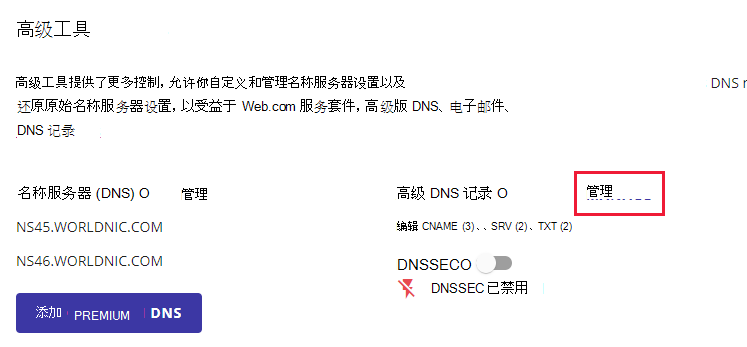 高级工具
高级工具提供了更多控制，允许你自定义和管理名称服务器设置以及
还原原始名称服务器设置，以受益于 Web.com 服务套件，高级版 DNS、电子邮件、
DNS 记录
DNS r
名称服务器 (DNS) O 管理
NS45.WORLDNIC.COM
NS46.WORLDNIC.COM
添加 PREMIUM DNS
高级 DNS 记录 O 管理
编辑 CNAME (3)、、SRV (2)、TXT (2)
DNSSECO
DNSSEC 已禁用